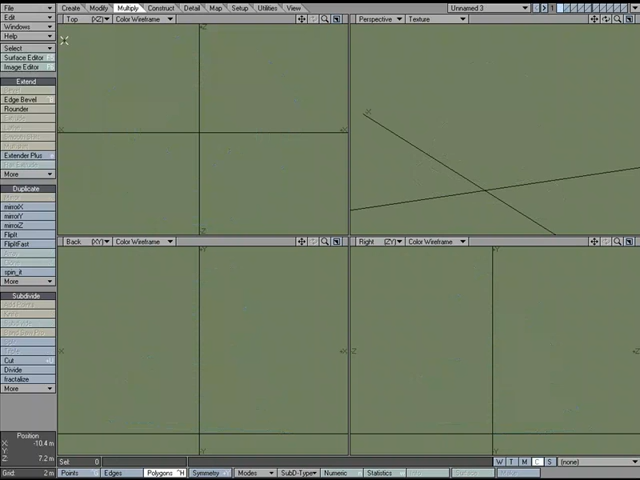 File
Edit
Windows
Help
Select
Surface Editor
Image Editor
Extend
Edge Bevel
Rounder
Extender Plus
More
Duplicate
mirrorX
mirrorY
mirrorZ
FlipIt
FlipItFast
spin_it
More
Subdivide
Cut
Divide
fractalize
More
Position
X: -10.4 m
Y:
Z: 7.2 m
Grid: 2 m
Create Modify Multiply Construct Detail Map Setup Utilities View
Unnamed 3
1
Top (XZ) Color Wireframe
Perspective Texture
Back (XY) Color Wireframe
Right (ZY) Color Wireframe
Sel: 0
W T M C S (none)
Points Edges Polygons ^H Symmetry Modes SubD-Type Numeric Statistics